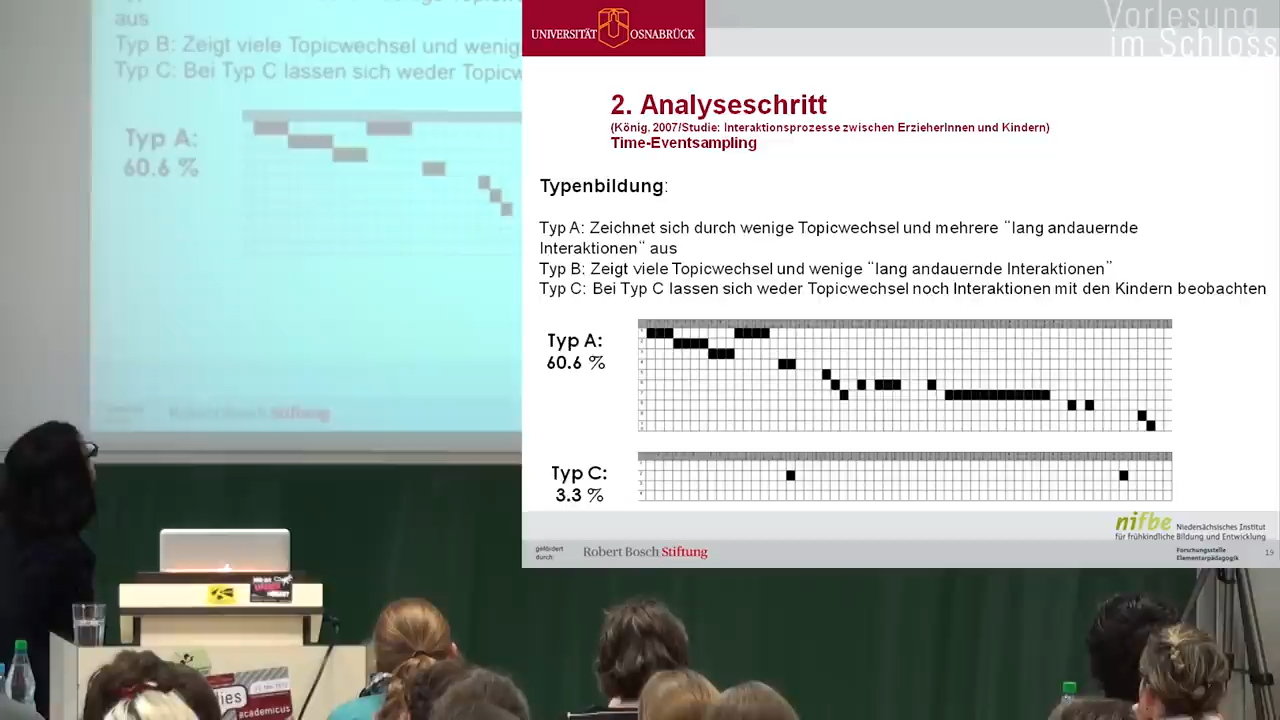 aus
Typ B: Zeigt viele Topicwechsel und wenig
Typ C: Bei Typ C lassen sich weder Topicw
Typ A:
60.6 %
Robert Bosch Stiftung
UNIVERSITÄT OSNABRÜCK
Vorlesung
im Schloss
2. Analyseschritt
(König. 2007/Studie: Interaktionsprozesse zwischen ErzieherInnen und Kindern)
Time-Eventsampling
Typenbildung:
Typ A: Zeichnet sich durch wenige Topicwechsel und mehrere “lang andauernde
Interaktionen“ aus
Typ B: Zeigt viele Topicwechsel und wenige “lang andauernde Interaktionen”
Typ C: Bei Typ C lassen sich weder Topicwechsel noch Interaktionen mit den Kindern beobachten
Typ A:
60.6 %
Typ C:
3.3 %
nifbe Niedersächsisches Institut
für frühkindliche Bildung und Entwicklung
Forschungsstelle
Elementarpädagogik
gefördert
durch:
Robert Bosch Stiftung
19
ies
academicus